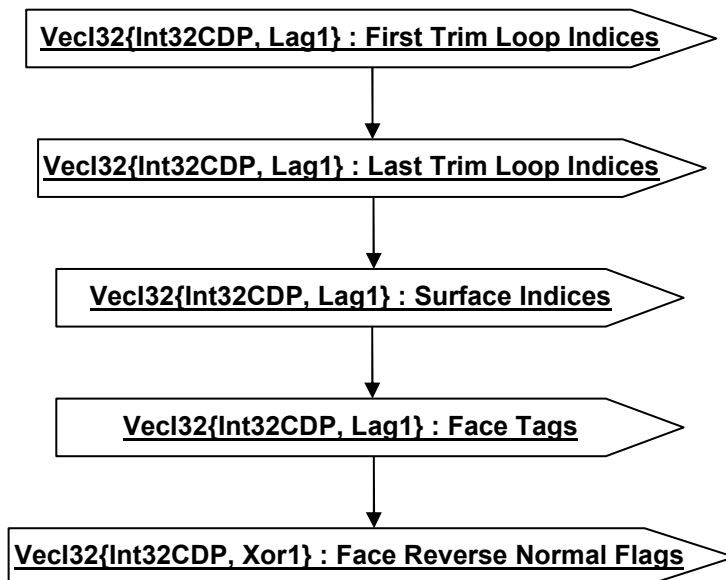 VecI32{Int32CDP, Lag1} : First Trim Loop Indices
VecI32{Int32CDP, Lag1} : Last Trim Loop Indices
VecI32{Int32CDP, Lag1} : Surface Indices
VecI32{Int32CDP, Lag1} : Face Tags
VecI32{Int32CDP, Xor1} : Face Reverse Normal Flags